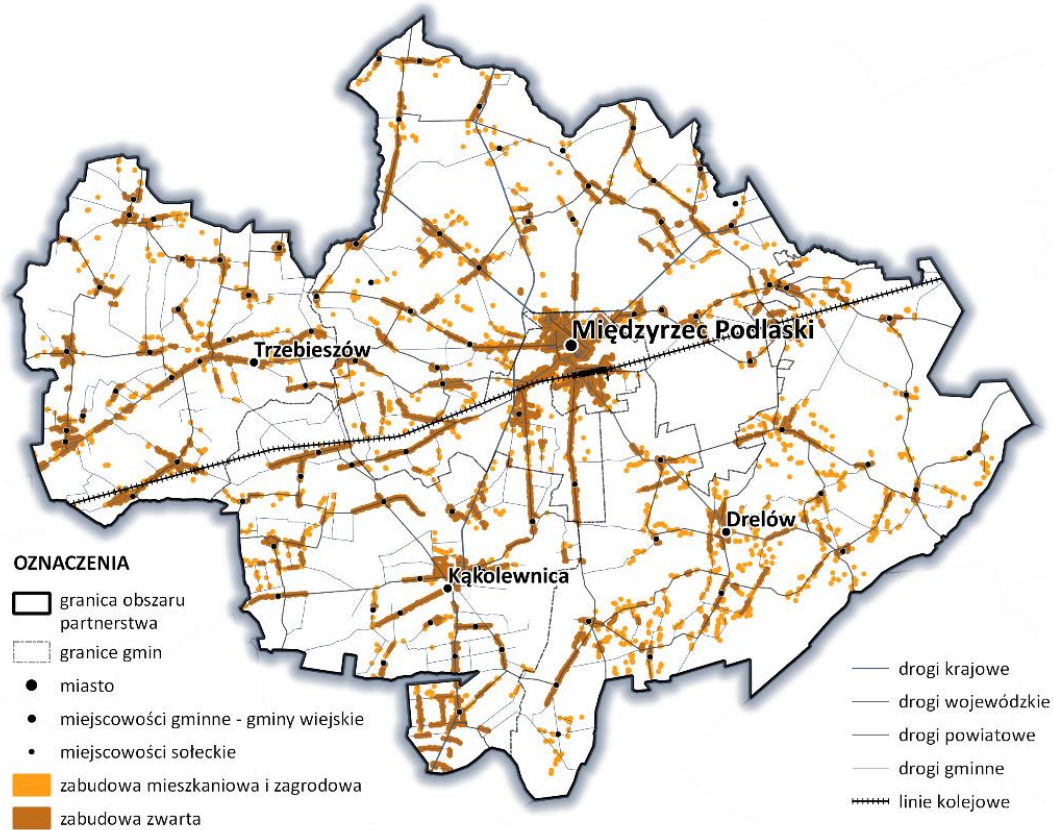 Międzyrzec Podlaski
Trzebieszów
Drelów
Kąkolewnica
OZNACZENIA
granica obszaru
partnerstwa
granice gmin
miasto
miejscowości gminne - gminy wiejskie
miejscowości sołeckie
zabudowa mieszkaniowa i zagrodowa
zabudowa zwarta
drogi krajowe
drogi wojewódzkie
drogi powiatowe
drogi gminne
linie kolejowe